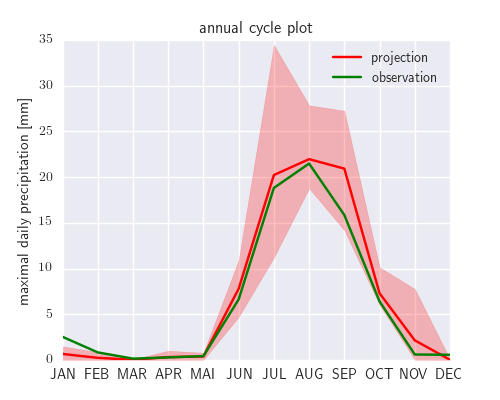 annual cycle plot
35
30
25
20
15
10
5
0
maximal daily precipitation [mm]
projection
observation
JAN FEB MAR APR MAI JUN JUL AUG SEP OCT NOV DEC